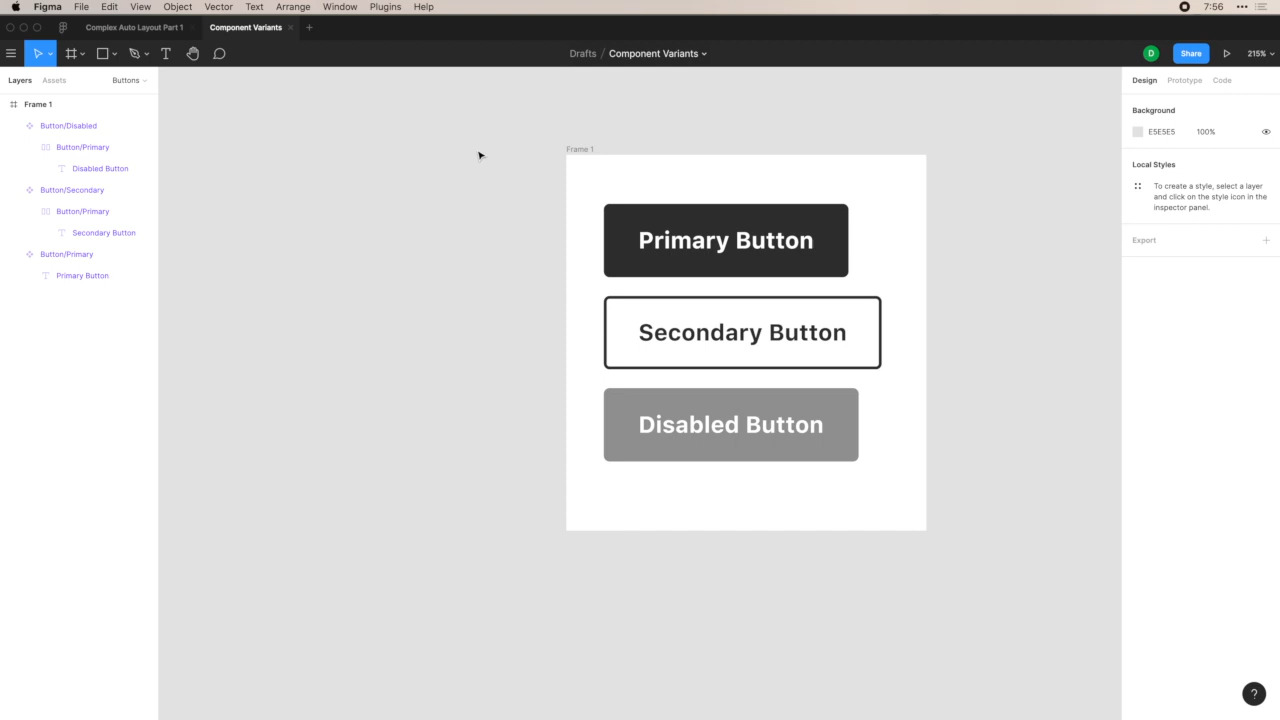 Figma File Edit View Object Vector Text Arrange Window Plugins Help 7:56
Complex Auto Layout Part 1 Component Variants
Drafts / Component Variants D Share 215%
Layers Assets Buttons
Frame 1
Button/Disabled
Button/Primary
Disabled Button
Button/Secondary
Button/Primary
Secondary Button
Button/Primary
Primary Button
Frame 1
Primary Button
Secondary Button
Disabled Button
Design Prototype Code
Background
E5E5E5 100%
Local Styles
To create a style, select a layer
and click on the style icon in the
inspector panel.
Export
?